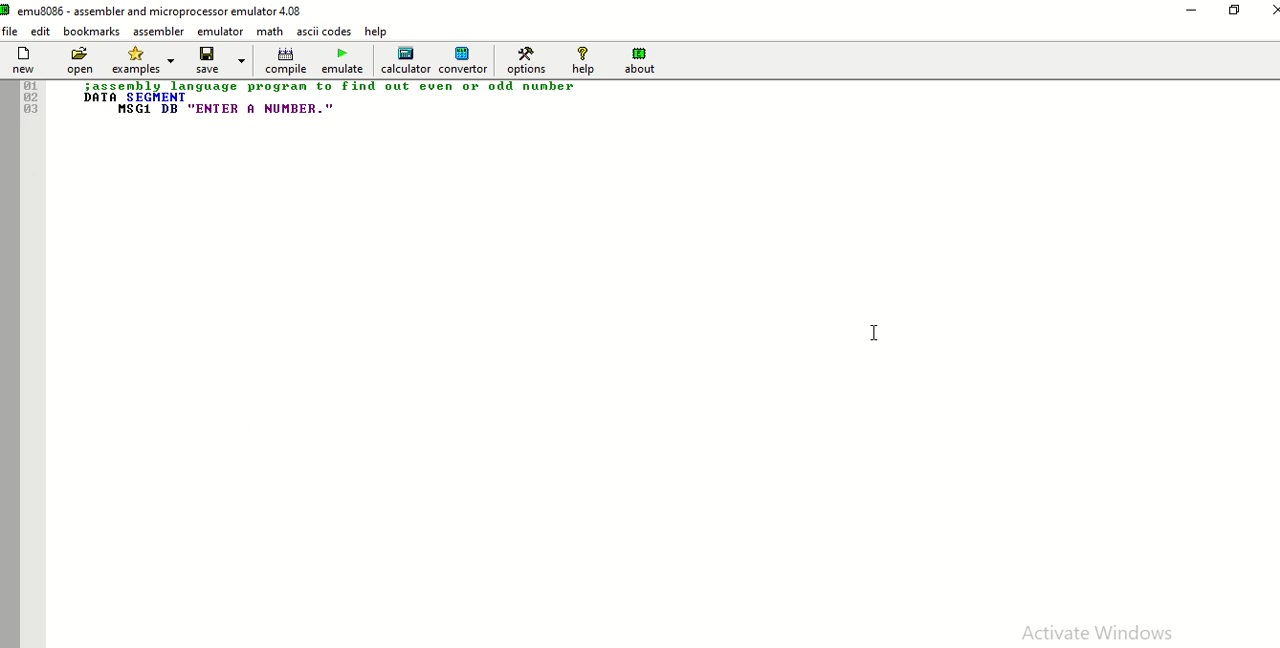 emu8086 - assembler and microprocessor emulator 4.08
file edit bookmarks assembler emulator math ascii codes help
new open examples save compile emulate calculator convertor options help about
01 ;assembly language program to find out even or odd number
02 DATA SEGMENT
03 MSG1 DB "ENTER A NUMBER."
Activate Windows